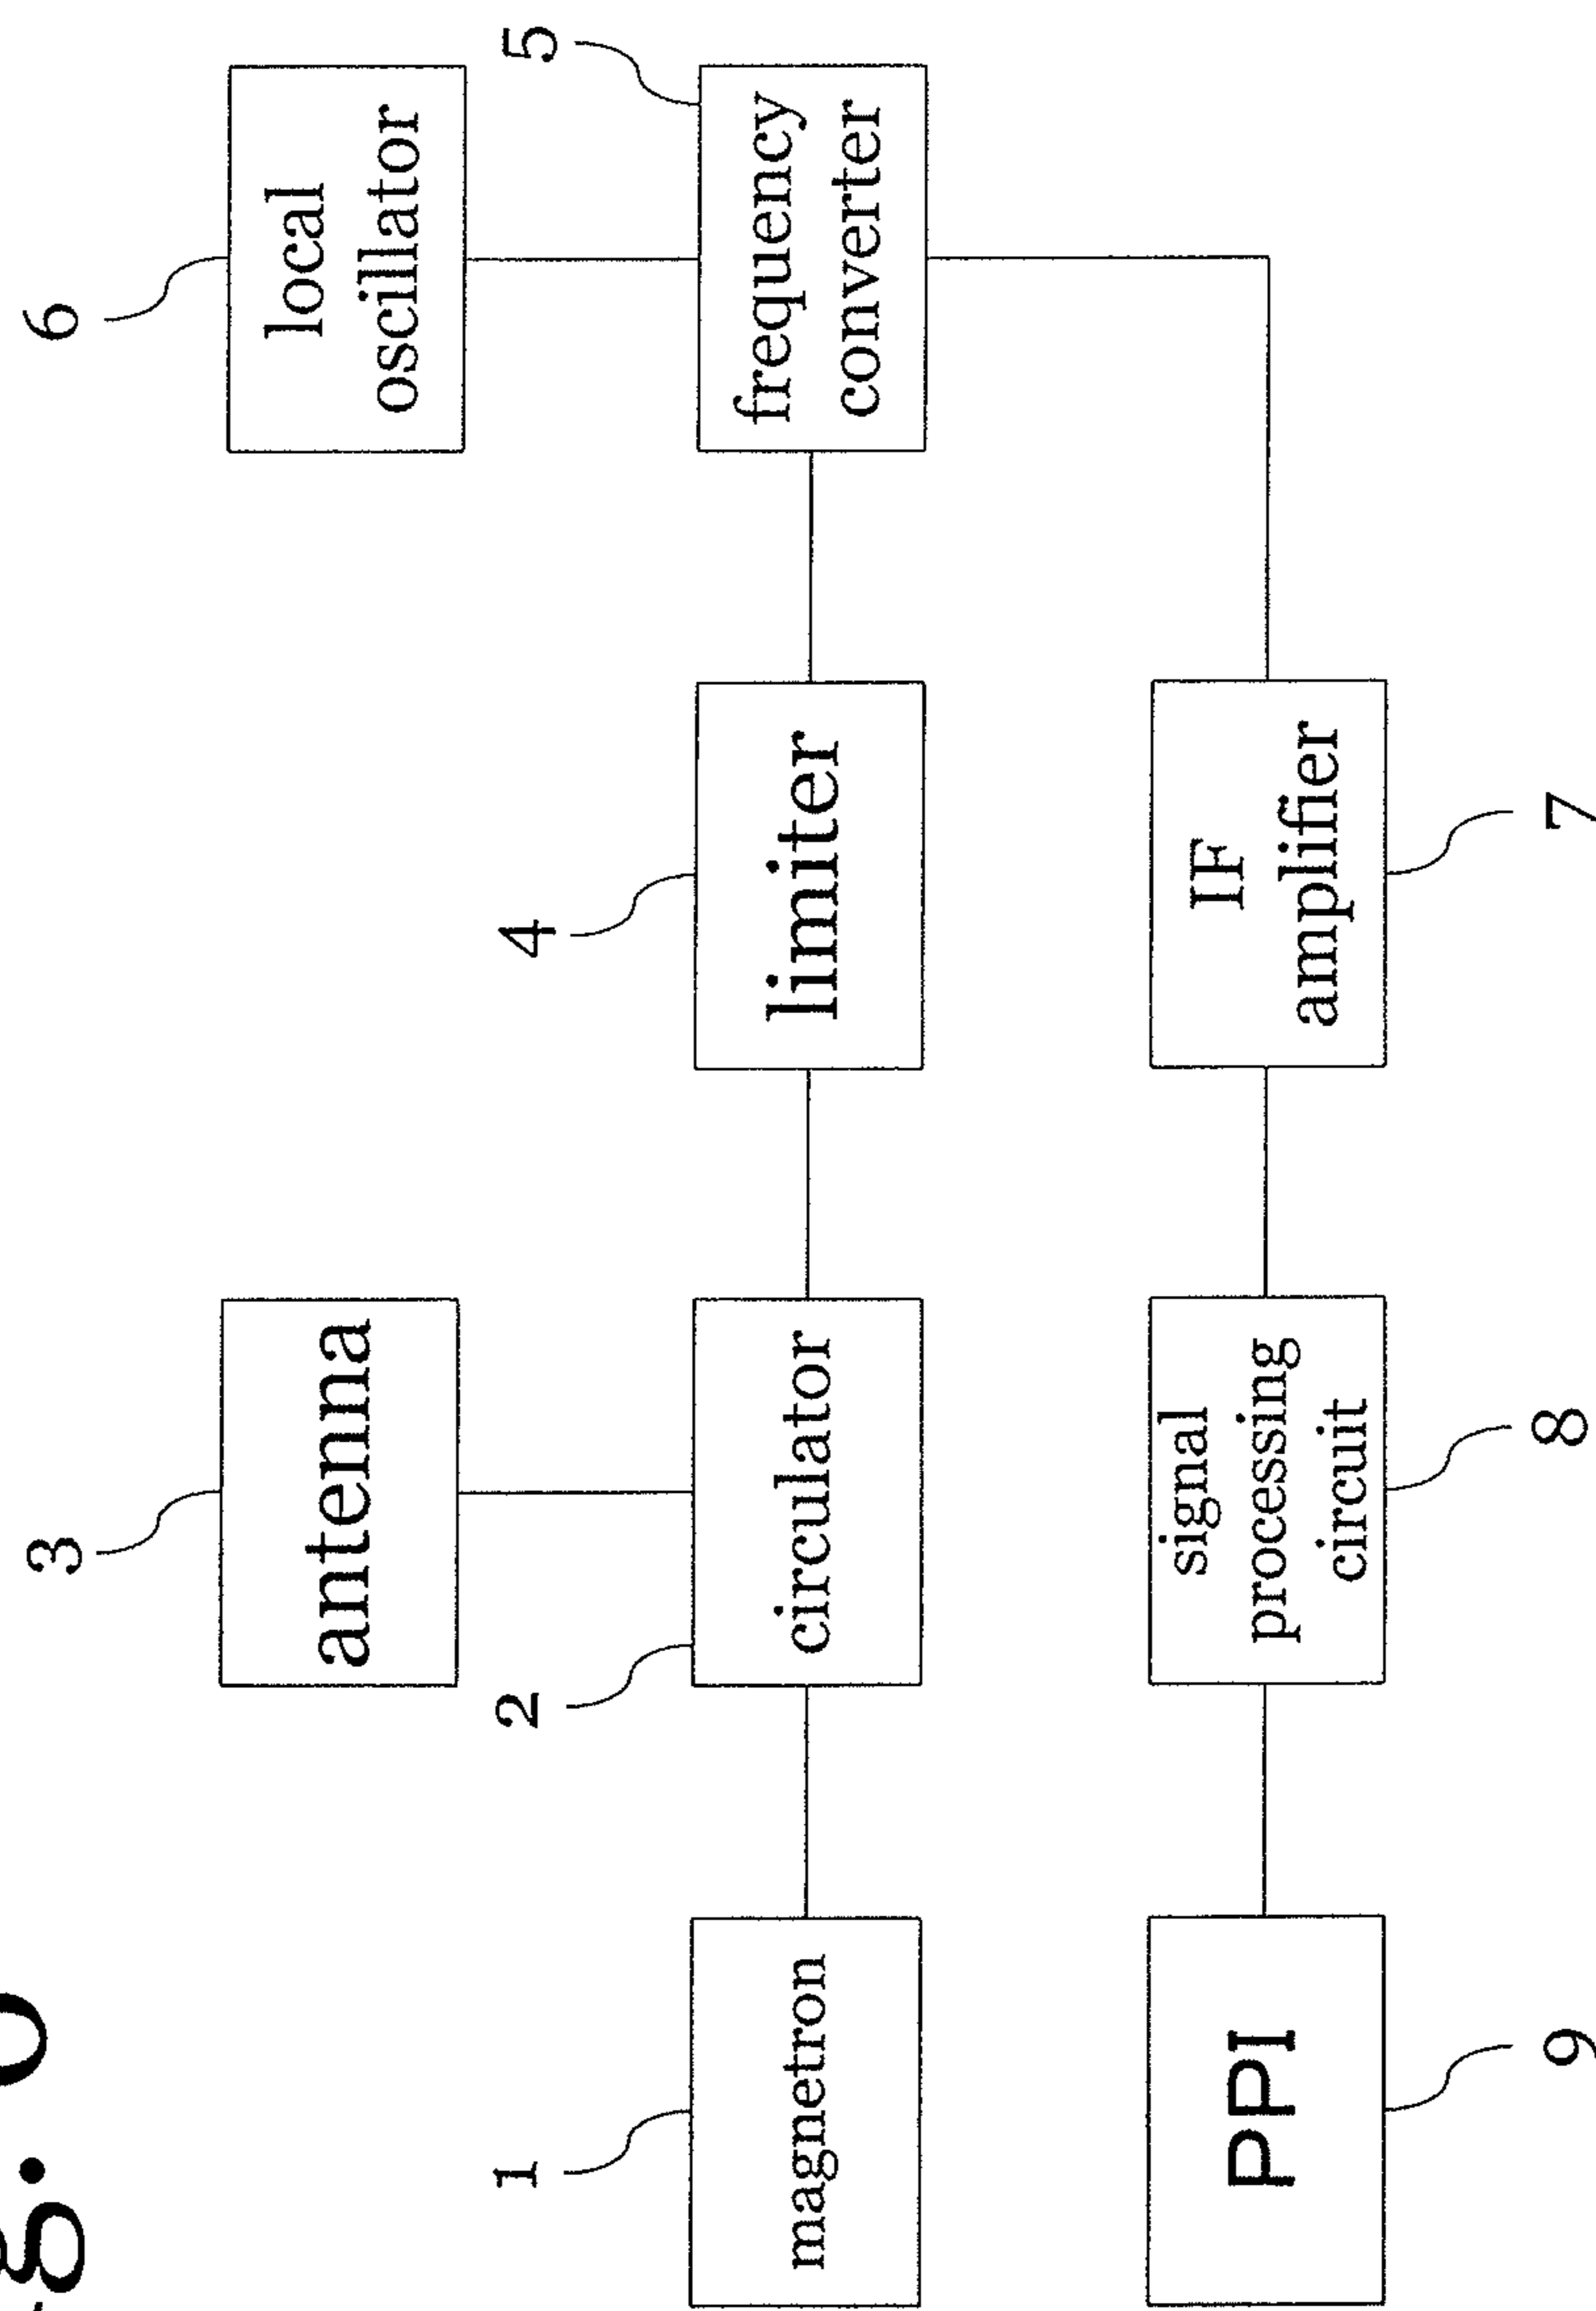 3
antenna
6
local
oscillator
1
magnetron
2
circulator
4
limiter
5
frequency
converter
PPI
9
signal
processing
circuit
8
IF
amplifier
7